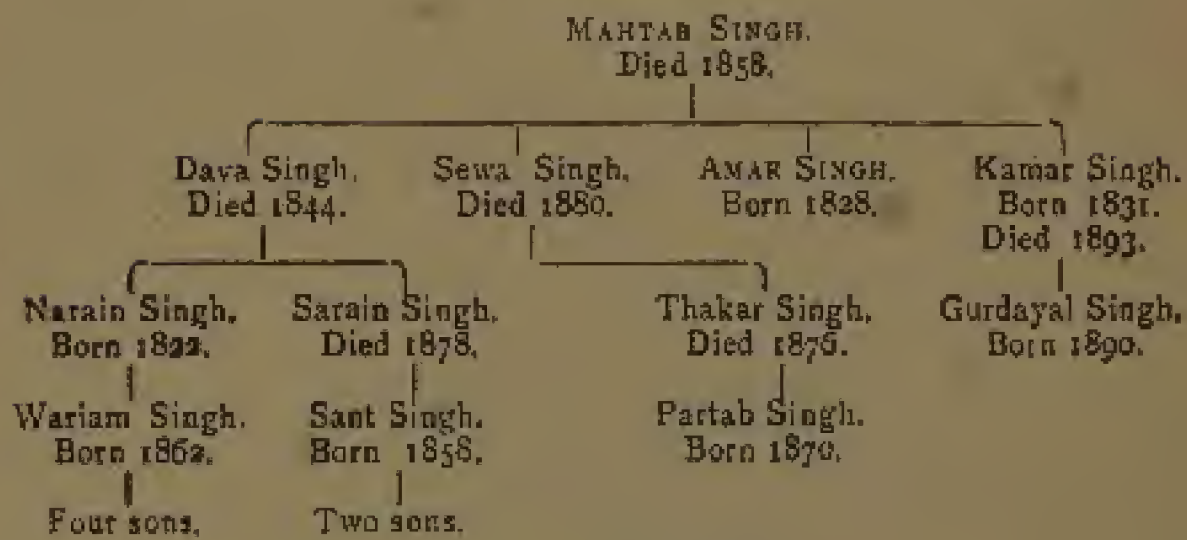 MAHTAB SINGH.
Died 1858.
Dava Singh. Sewa Singh. AMAR SINGH. Kamar Singh.
Died 1844. Died 1880. Born 1828. Born 1831.
Died 1893.
Narain Singh. Sarain Singh. Thakar Singh. Gurdayal Singh.
Born 1822. Died 1878. Died 1876. Born 1890.
Wariam Singh. Sant Singh. Partab Singh.
Born 1862. Born 1858. Born 1870.
Four sons. Two sons.